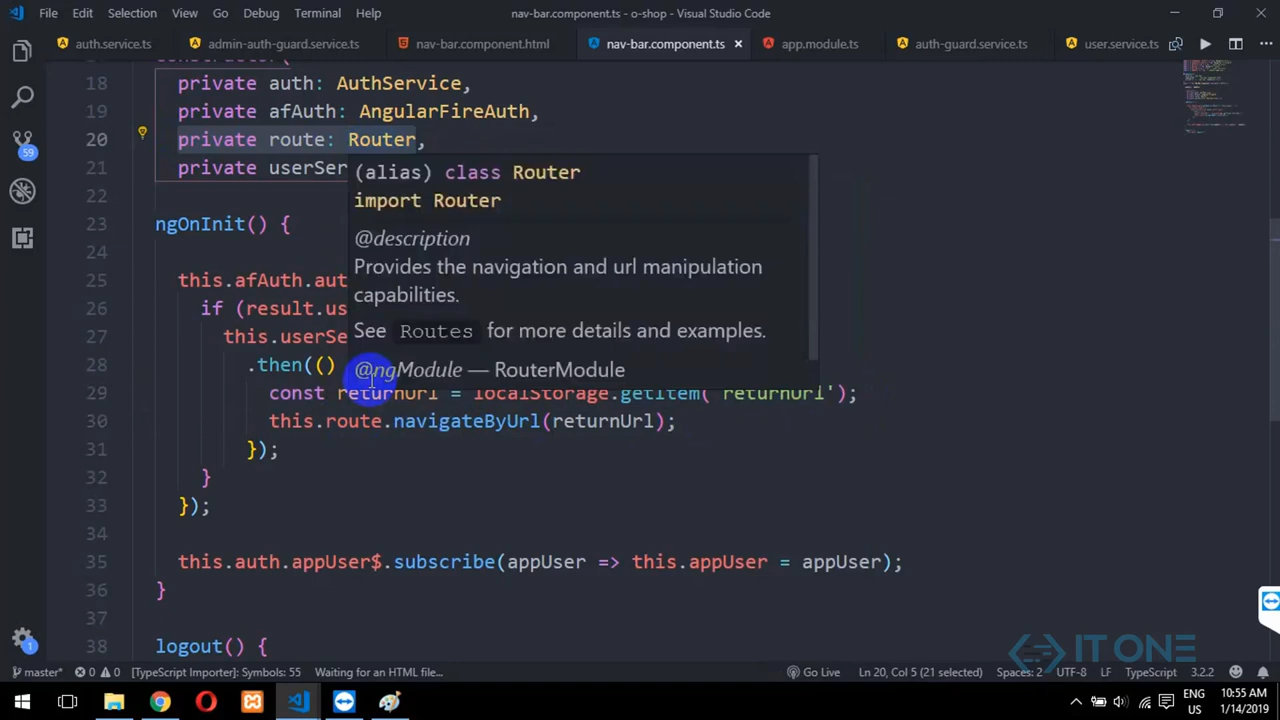 File Edit Selection View Go Debug Terminal Help nav-bar.component.ts - o-shop - Visual Studio Code
auth.service.ts admin-auth-guard.service.ts nav-bar.component.html nav-bar.component.ts app.module.ts auth-guard.service.ts user.service.ts
constructor(
18 private auth: AuthService,
19 private afAuth: AngularFireAuth,
20 private route: Router,
21 private userSer
(alias) class Router
import Router
@description
Provides the navigation and url manipulation
capabilities.
See Routes for more details and examples.
@ngModule — RouterModule
22
23 ngOnInit() {
24
25 this.afAuth.aut
26 if (result.us
27 this.userSe
28 .then(()
29 const returnUrl = localStorage.getItem('returnUrl');
30 this.route.navigateByUrl(returnUrl);
31 });
32 }
33 });
34
35 this.auth.appUser$.subscribe(appUser => this.appUser = appUser);
36 }
37
38 logout() {
59
1
IT ONE
master* 0 0 [TypeScript Importer]: Symbols: 55 Waiting for an HTML file... Go Live Ln 20, Col 5 (21 selected) Spaces: 2 UTF-8 LF TypeScript 3.2.2 1
ENG 10:55 AM
US 1/14/2019